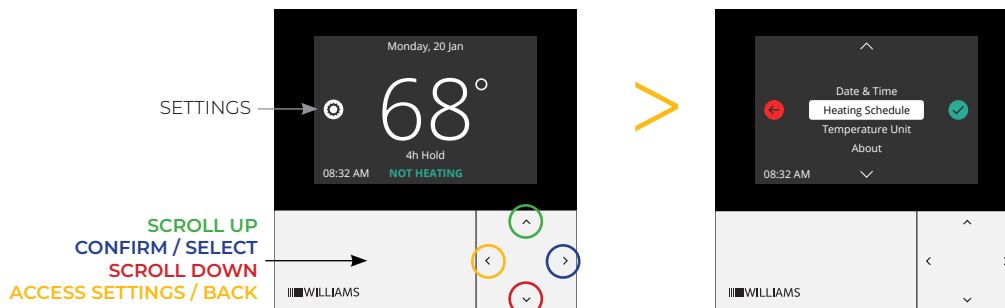 Monday, 20 Jan
SETTINGS
68°
4h Hold
08:32 AM NOT HEATING
SCROLL UP
CONFIRM / SELECT
SCROLL DOWN
ACCESS SETTINGS / BACK
WILLIAMS
>
Date & Time
Heating Schedule
Temperature Unit
About
08:32 AM
WILLIAMS